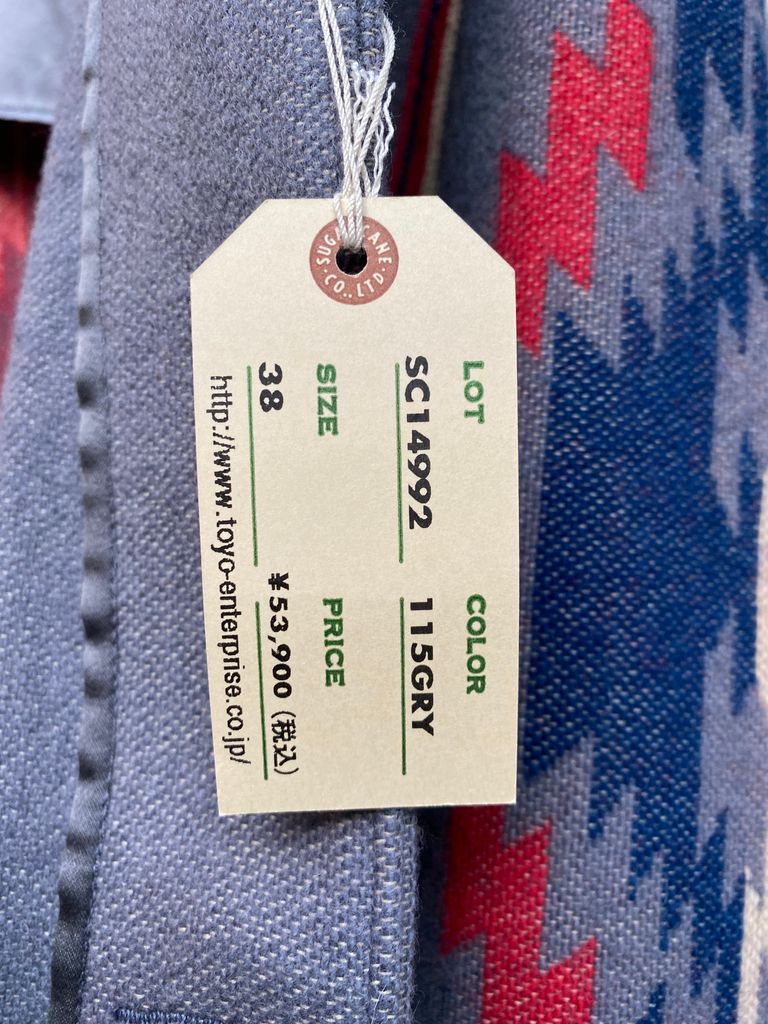 SUGAR CANE
CO., LTD.
LOT COLOR
SC14992 115GRY
SIZE PRICE
38 ¥53,900 (税込)
http://www.toyo-enterprise.co.jp/